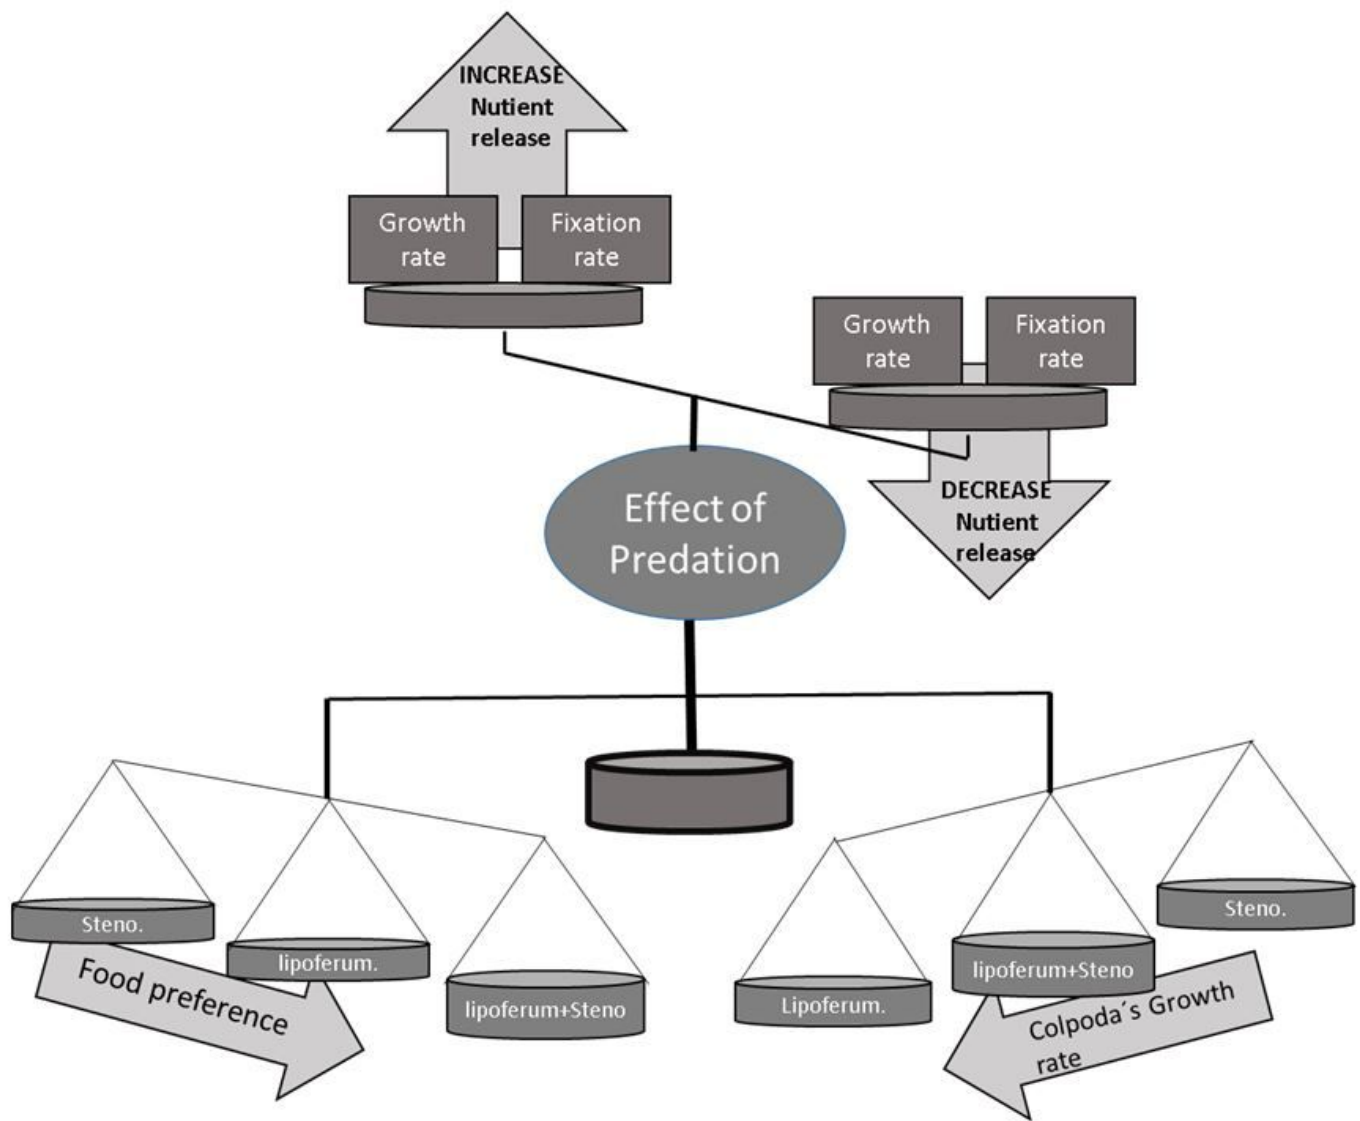 INCREASE
Nutient
release
Growth
rate
Fixation
rate
Growth
rate
Fixation
rate
DECREASE
Nutient
release
Effect of
Predation
Steno.
lipoferum.
lipoferum+Steno
Food preference
Lipoferum.
lipoferum+Steno
Steno.
Colpoda´s Growth
rate